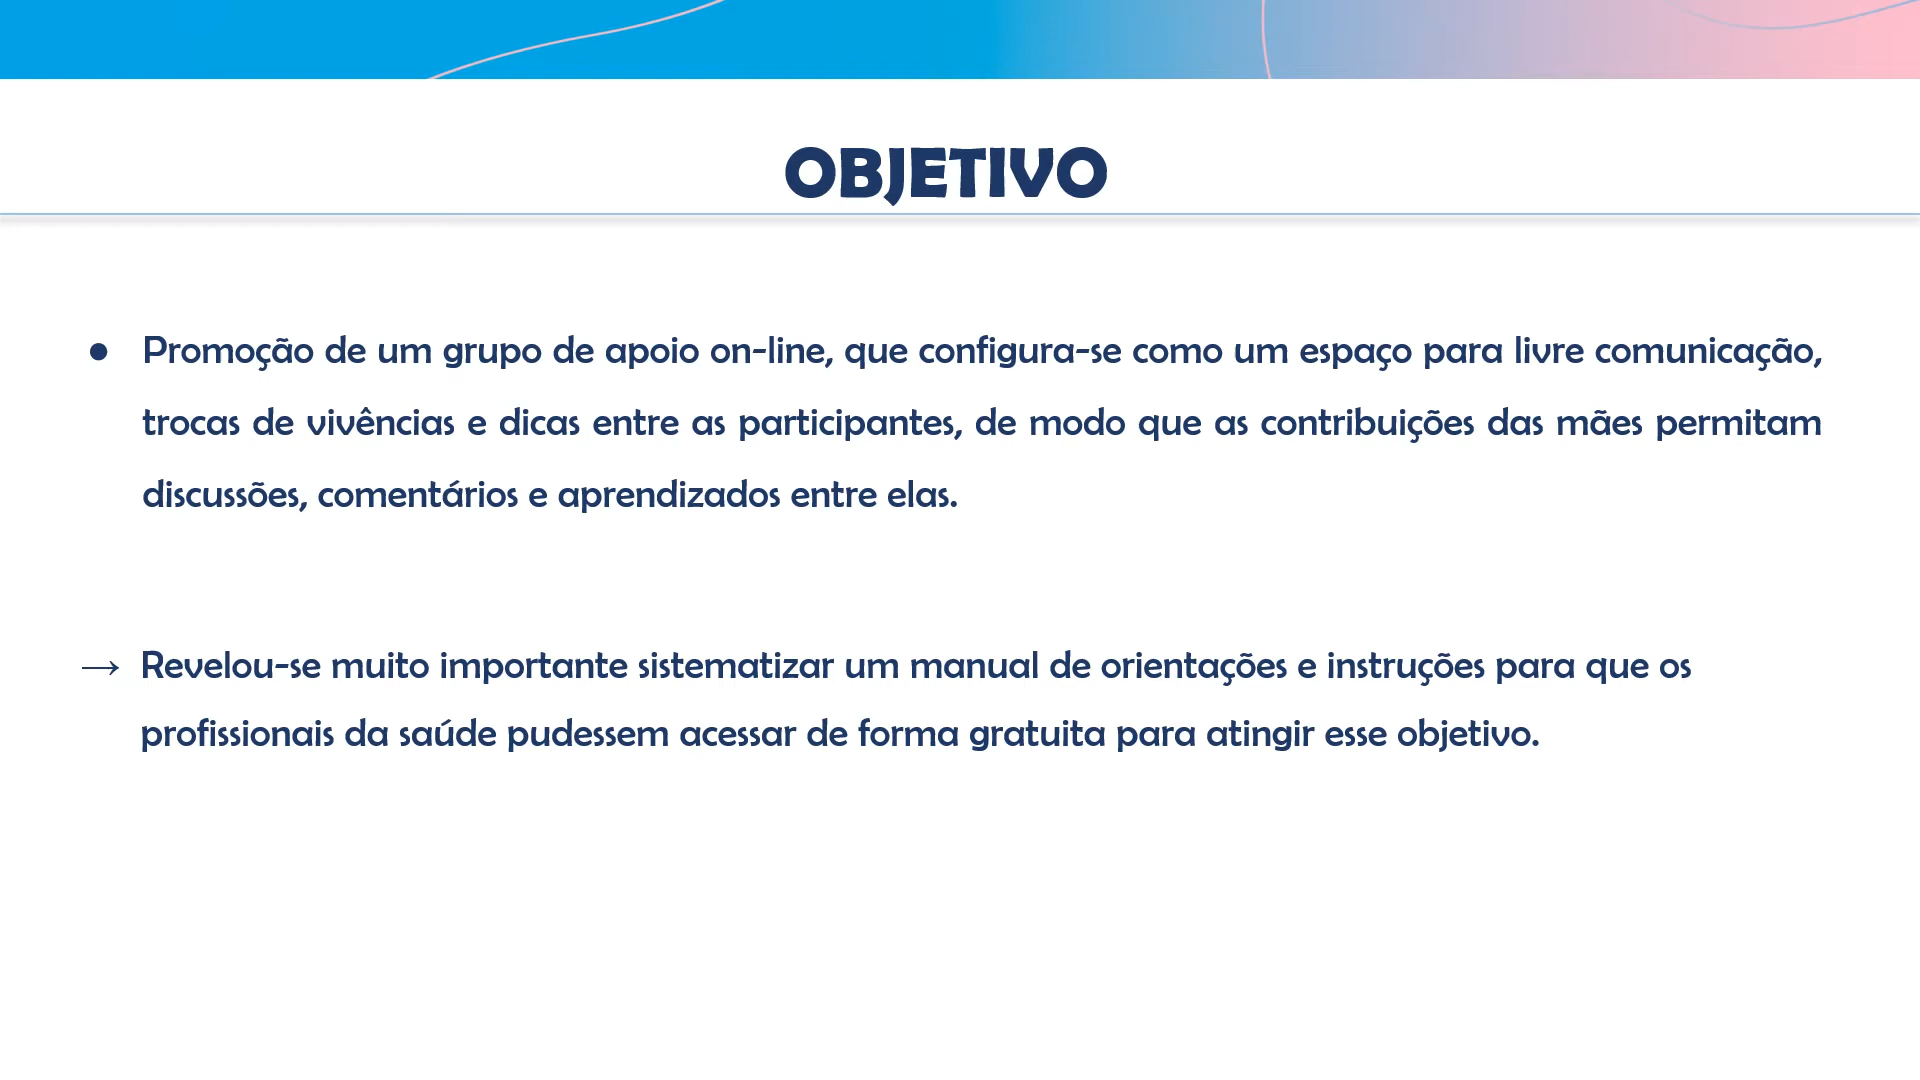 OBJETIVO
● Promoção de um grupo de apoio on-line, que configura-se como um espaço para livre comunicação,
trocas de vivências e dicas entre as participantes, de modo que as contribuições das mães permitam
discussões, comentários e aprendizados entre elas.
→ Revelou-se muito importante sistematizar um manual de orientações e instruções para que os
profissionais da saúde pudessem acessar de forma gratuita para atingir esse objetivo.